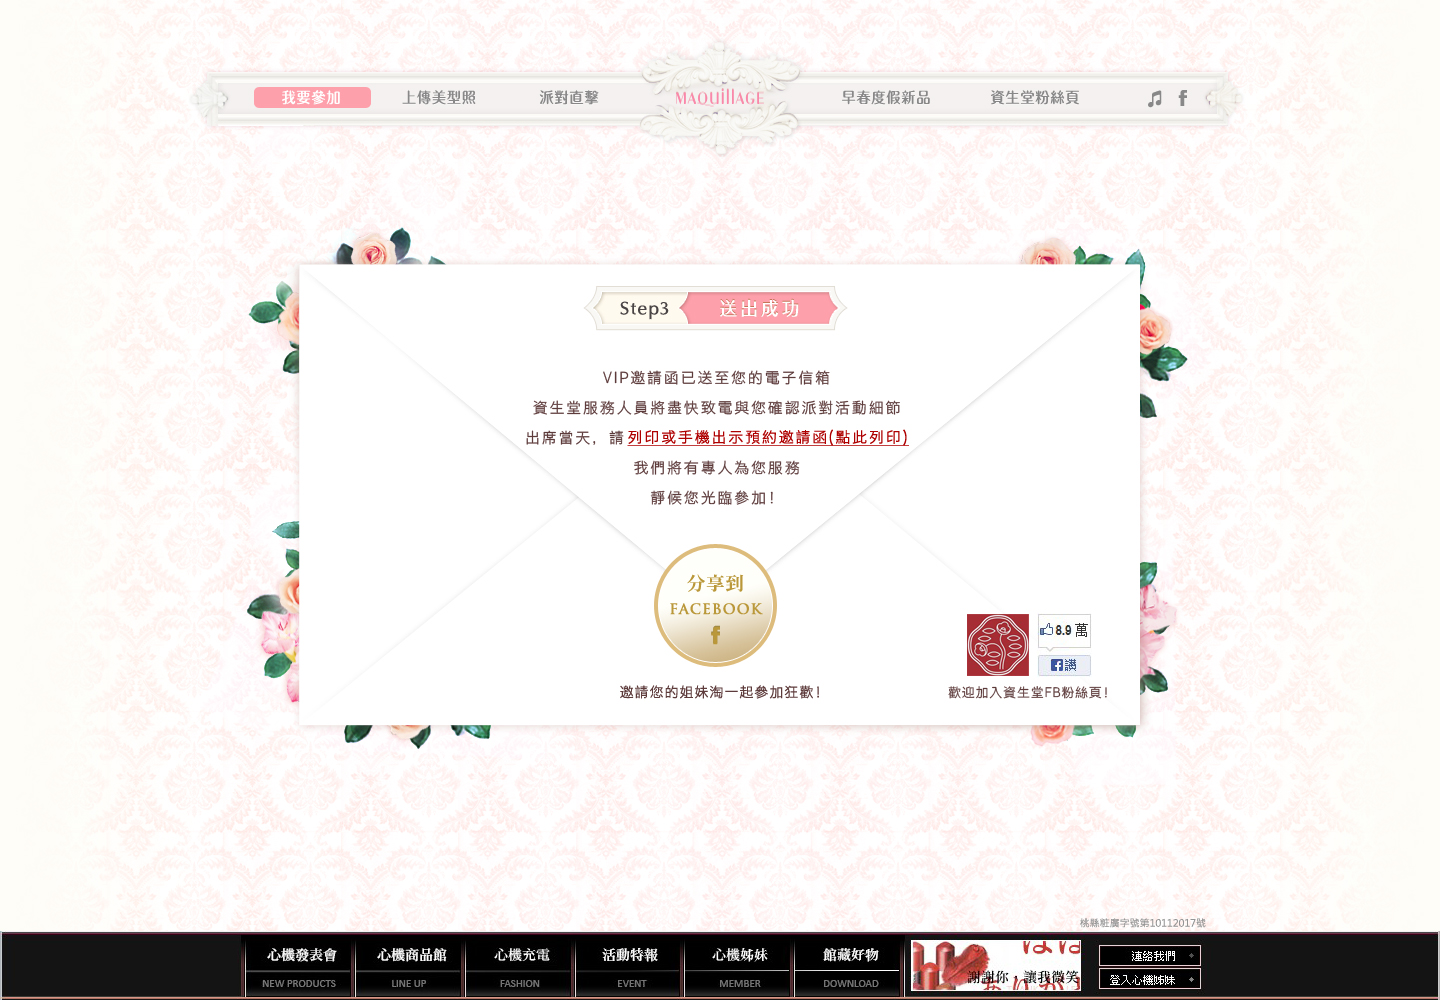 我要參加
上傳美型照
派對直擊
MAQuillAGE
早春度假新品
資生堂粉絲頁
Step3
送出成功
VIP邀請函已送至您的電子信箱
資生堂服務人員將盡快致電與您確認派對活動細節
出席當天，請列印或手機出示預約邀請函(點此列印)
我們將有專人為您服務
靜候您光臨參加！
分享到
FACEBOOK
邀請您的姐妹淘一起參加狂歡！
8.9 萬
讚
歡迎加入資生堂FB粉絲頁！
桃縣粧廣字號第10112017號
心機發表會
NEW PRODUCTS
心機商品館
LINE UP
心機充電
FASHION
活動特報
EVENT
心機姊妹
MEMBER
館藏好物
DOWNLOAD
謝謝你，讓我微笑
連絡我們
登入心機姊妹